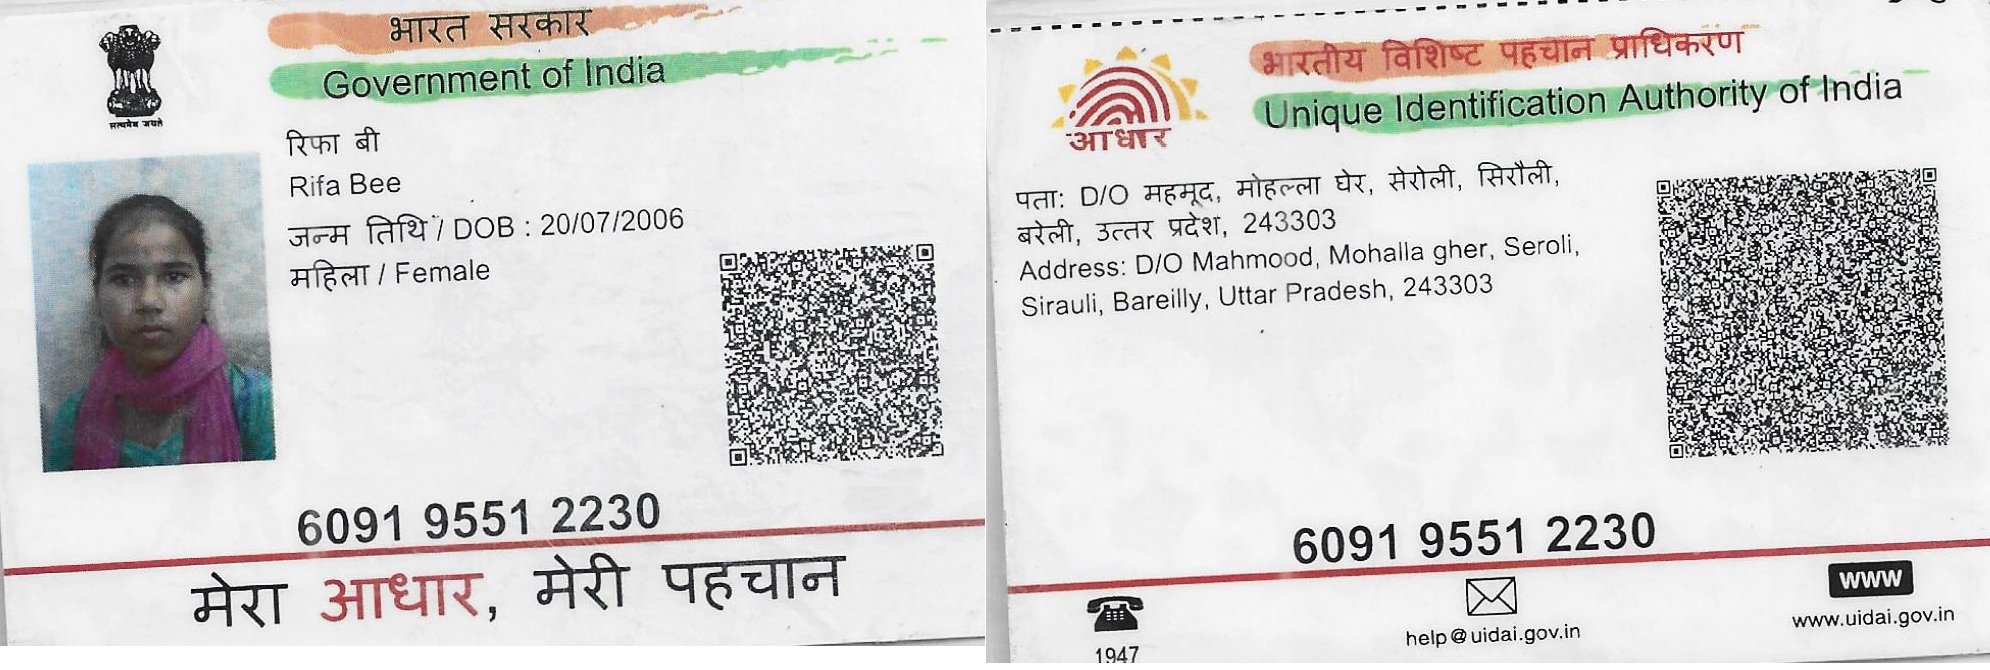 भारत सरकार
Government of India
सत्यमेव जयते
रिफा बी
Rifa Bee
जन्म तिथि / DOB : 20/07/2006
महिला / Female
6091 9551 2230
मेरा आधार, मेरी पहचान
भारतीय विशिष्ट पहचान प्राधिकरण
Unique Identification Authority of India
आधार
पता: D/O महमूद, मोहल्ला घेर, सेरोली, सिरौली,
बरेली, उत्तर प्रदेश, 243303
Address: D/O Mahmood, Mohalla gher, Seroli,
Sirauli, Bareilly, Uttar Pradesh, 243303
6091 9551 2230
1947
help@uidai.gov.in
www
www.uidai.gov.in